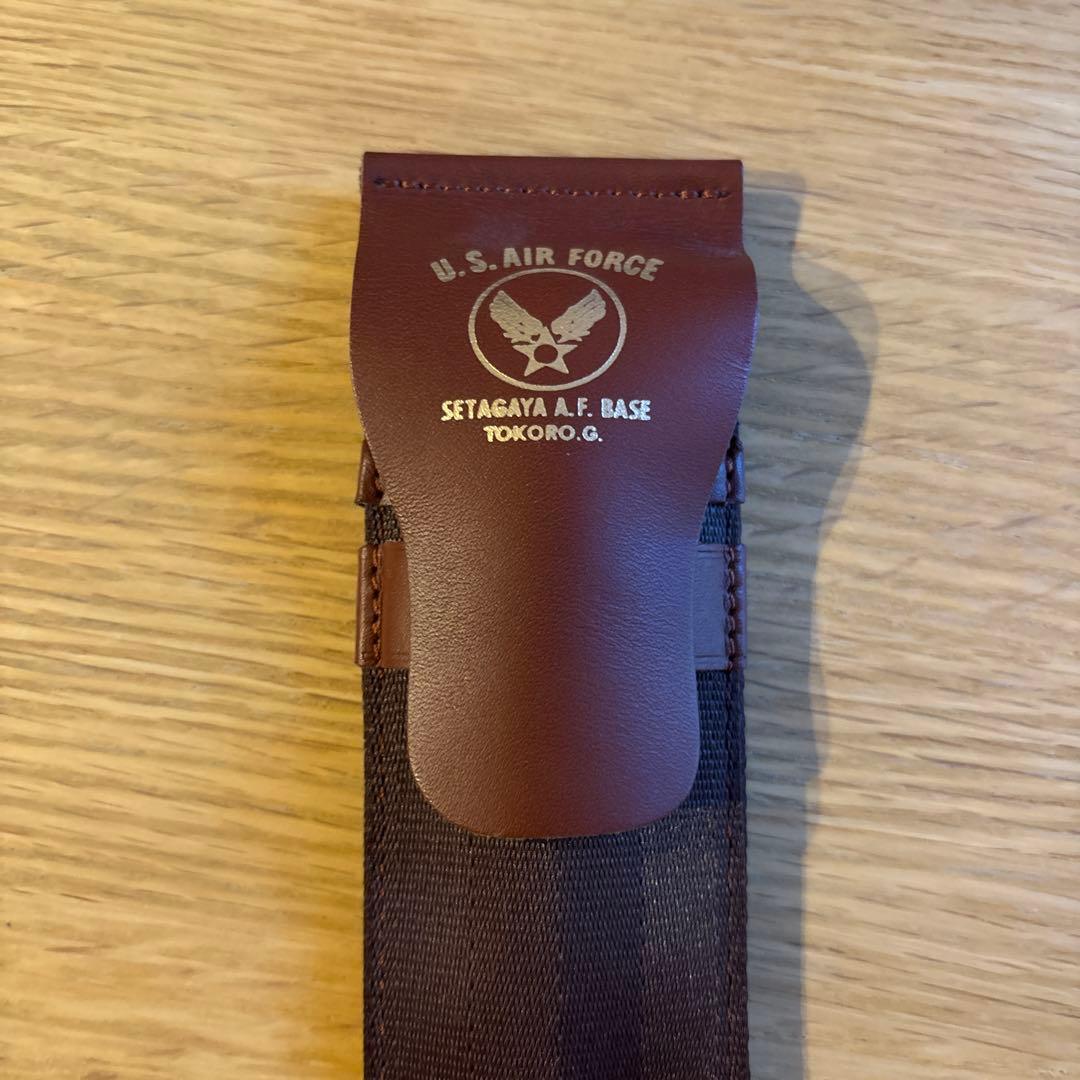 U.S. AIR FORCE
SETAGAYA A.F. BASE
TOKORO.G.